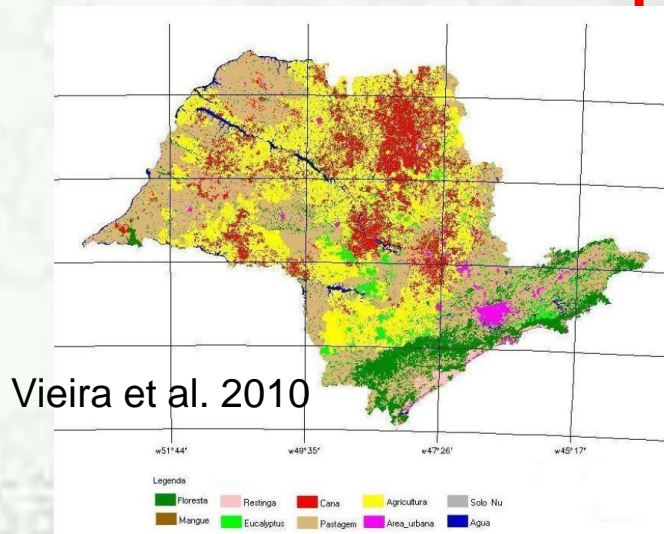 Vieira et al. 2010
w51°44' w49°35' w47°26' w45°17'
Legenda
Floresta Restinga Cana Agricultura Solo Nu
Mangue Eucalyptus Pastagem Area_urbana Agua